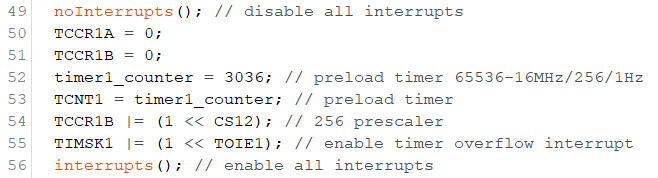 49 noInterrupts(); // disable all interrupts
50 TCCR1A = 0;
51 TCCR1B = 0;
52 timer1_counter = 3036; // preload timer 65536-16MHz/256/1Hz
53 TCNT1 = timer1_counter; // preload timer
54 TCCR1B |= (1 << CS12); // 256 prescaler
55 TIMSK1 |= (1 << TOIE1); // enable timer overflow interrupt
56 interrupts(); // enable all interrupts